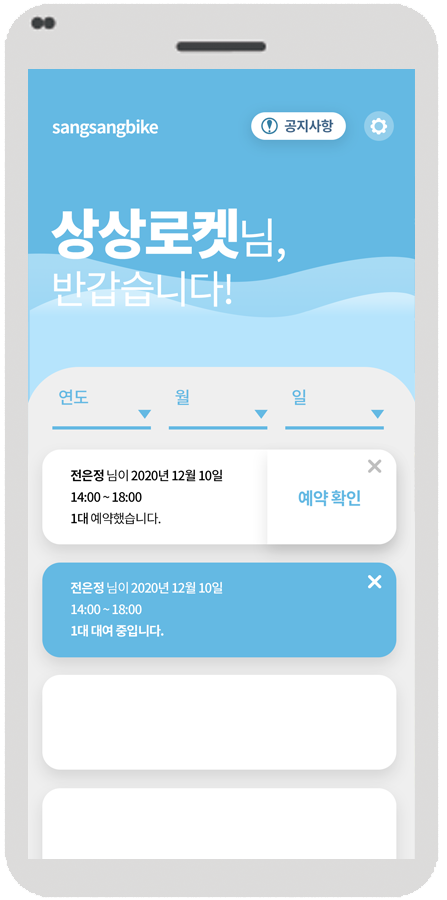 sangsangbike
공지사항
상상로켓님,
반갑습니다!
연도
월
일
전은정 님이 2020년 12월 10일
14:00 ~ 18:00
1대 예약했습니다.
예약 확인
전은정 님이 2020년 12월 10일
14:00 ~ 18:00
1대 대여 중입니다.